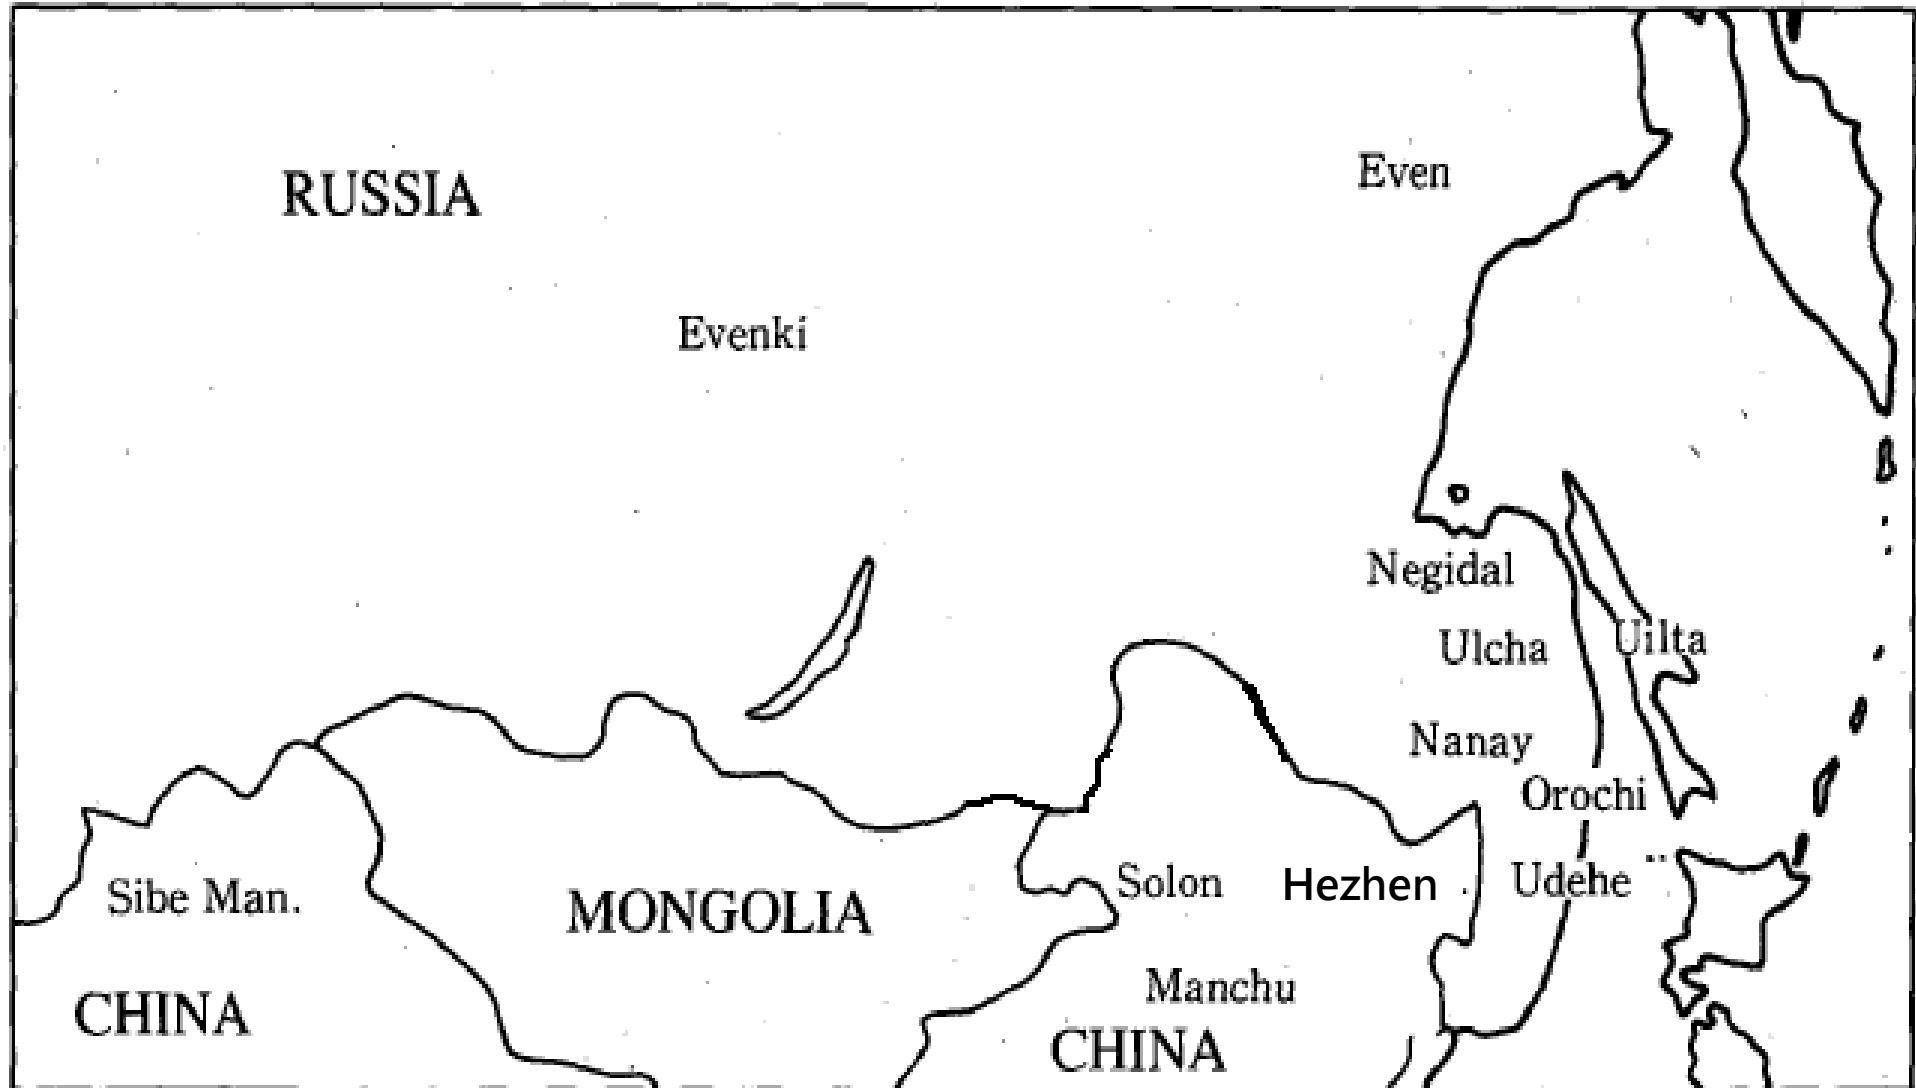 Even
RUSSIA
Evenki
Negidal
Ulcha
Uilta
Nanay
Orochi
Solon
Hezhen
Udehe
Sibe Man.
MONGOLIA
Manchu
CHINA
CHINA